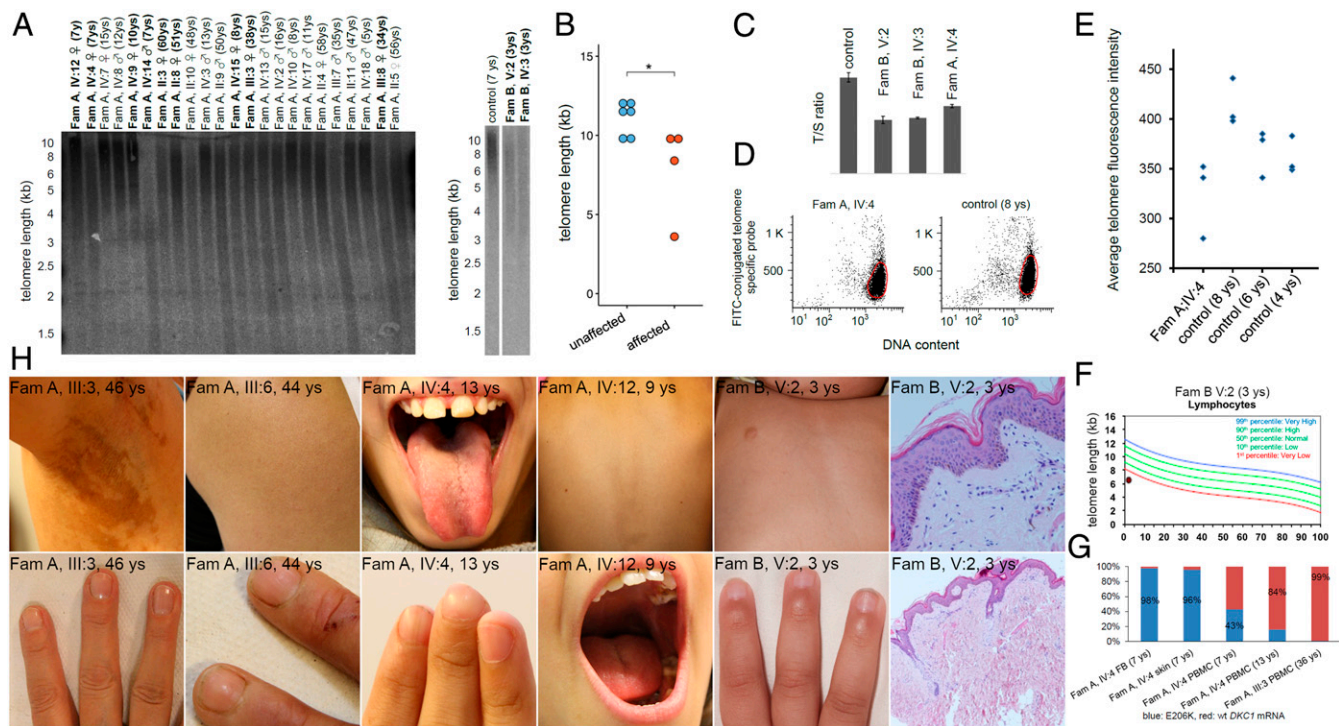 A
Fam A, IV:12 ♀ (7y)
Fam A, IV:4 ♀ (7ys)
Fam A, IV:7 ♀ (15ys)
Fam A, IV:8 ♂ (12ys)
Fam A, IV:9 ♀ (10ys)
Fam A, IV:14 ♂ (7ys)
Fam A, II:3 ♀ (60ys)
Fam A, II:8 ♀ (51ys)
Fam A, II:10 ♀ (48ys)
Fam A, IV:3 ♂ (13ys)
Fam A, II:9 ♂ (50ys)
Fam A, IV:15 ♀ (8ys)
Fam A, III:3 ♀ (38ys)
Fam A, IV:13 ♂ (15ys)
Fam A, IV:2 ♂ (16ys)
Fam A, IV:10 ♂ (8ys)
Fam A, IV:17 ♂ (11ys
Fam A, II:4 ♀ (58ys)
Fam A, III:7 ♂ (35ys)
Fam A, II:11 ♂ (47ys)
Fam A, IV:18 ♂ (5ys)
Fam A, III:8 ♀ (34ys)
Fam A, II:5 ♀ (56ys)
telomere length (kb)
10
8
6
5
4
3
2.5
2
1.5
control (7 ys)
Fam B, V:2 (3ys)
Fam B, IV:3 (3ys)
telomere length (kb)
10
8
6
5
4
3
2.5
2
1.5
B
*
telomere length (kb)
15
10
5
0
unaffected
affected
C
control
Fam B, V:2
Fam B, IV:3
Fam A, IV:4
T/S ratio
D
Fam A, IV:4
control (8 ys)
FITC-conjugated telomere
specific probe
1 K
500
10¹ 10² 10³
1 K
500
10¹ 10² 10³
DNA content
E
Average telomere fluorescence intensity
450
400
350
300
250
Fam A;IV:4
control (8 ys)
control (6 ys)
control (4 ys)
H
Fam A, III:3, 46 ys
Fam A, III:6, 44 ys
Fam A, IV:4, 13 ys
Fam A, IV:12, 9 ys
Fam B, V:2, 3 ys
Fam B, V:2, 3 ys
Fam A, III:3, 46 ys
Fam A, III:6, 44 ys
Fam A, IV:4, 13 ys
Fam A, IV:12, 9 ys
Fam B, V:2, 3 ys
Fam B, V:2, 3 ys
F
Fam B V:2 (3 ys)
Lymphocytes
99th percentile: Very High
90th percentile: High
50th percentile: Normal
10th percentile: Low
1st percentile: Very Low
telomere length (kb)
16
14
12
10
8
6
4
2
0
0 10 20 30 40 50 60 70 80 90 100
G
100%
80%
60%
40%
20%
0%
98%
96%
43%
84%
99%
Fam A, IV:4 FB (7 ys)
Fam A, IV:4 skin (7 ys)
Fam A, IV:4 PBMC (7 ys)
Fam A, IV:4 PBMC (13 ys)
Fam A, III:3 PBMC (36 ys)
blue: E206K, red: wt DKC1 mRNA